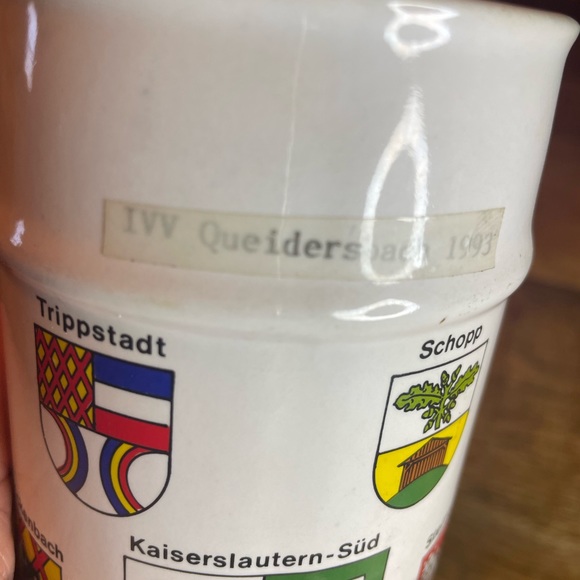 IVV Queidersbach 1993
Trippstadt
Schopp
Kaiserslautern-Süd